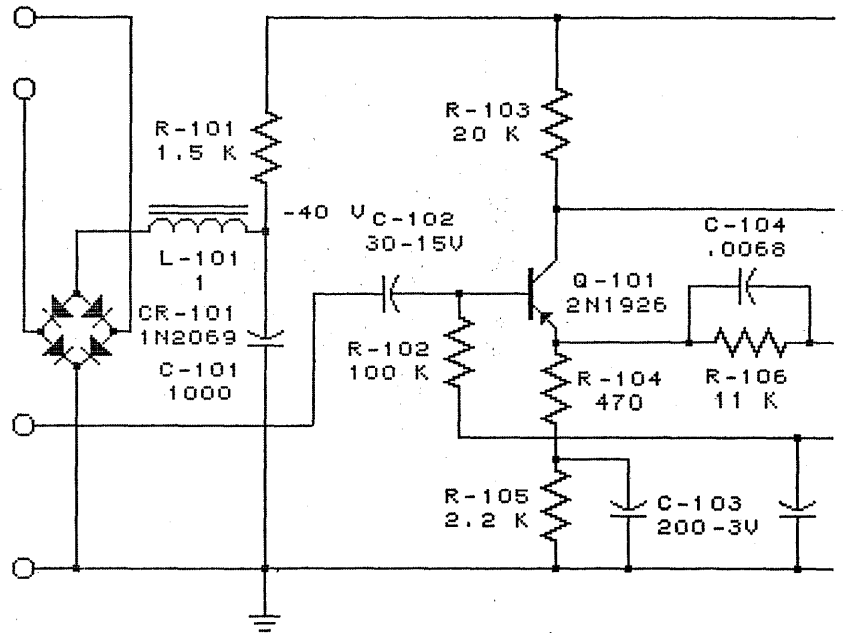 R-101
1.5 K
R-103
20 K
-40 V
C-102
30-15V
C-104
.0068
L-101
1
Q-101
2N1926
CR-101
1N2069
R-102
100 K
C-101
1000
R-104
470
R-106
11 K
R-105
2.2 K
C-103
200-3V